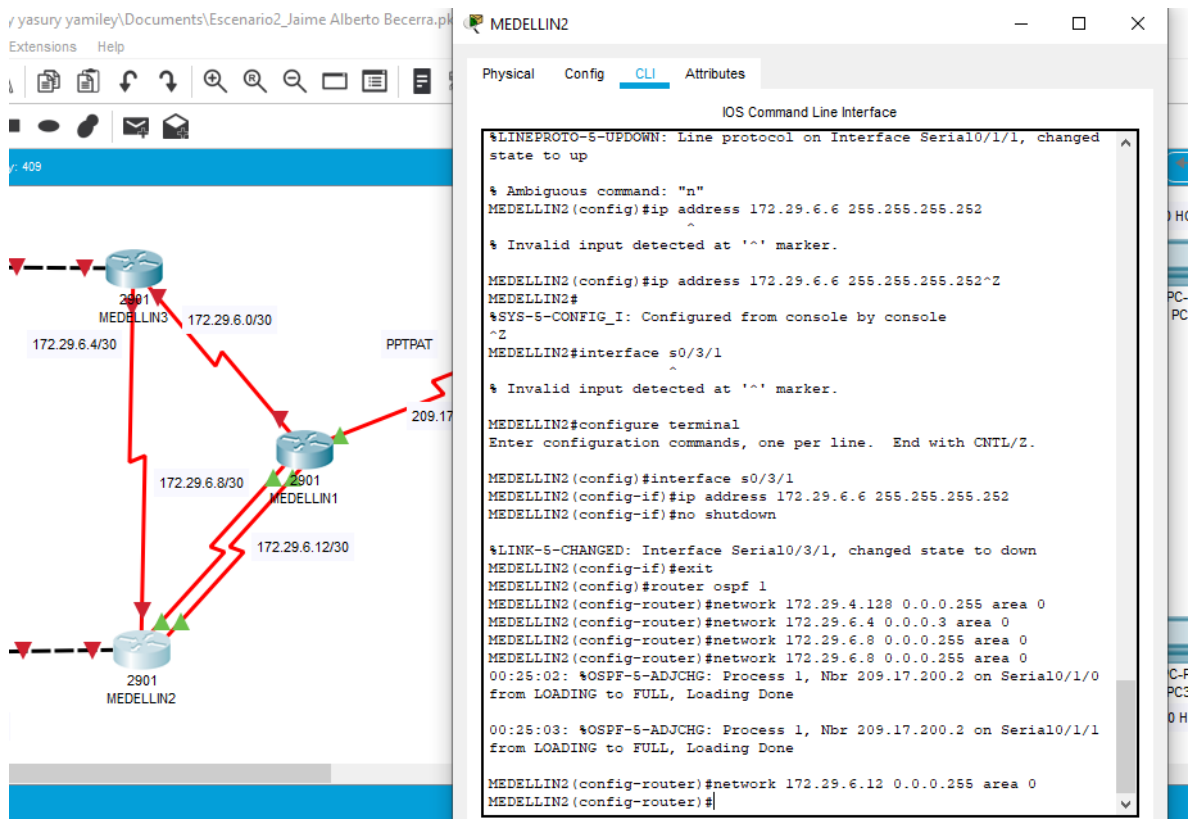 y yasury yamiley\Documents\Escenario2_Jaime Alberto Becerra.pk
Extensions Help
y: 409
2901
MEDELLIN3
172.29.6.0/30
172.29.6.4/30
PPTPAT
209.17
2901
MEDELLIN1
172.29.6.8/30
172.29.6.12/30
2901
MEDELLIN2
MEDELLIN2
Physical Config CLI Attributes
IOS Command Line Interface
%LINEPROTO-5-UPDOWN: Line protocol on Interface Serial0/1/1, changed
state to up
% Ambiguous command: "n"
MEDELLIN2(config)#ip address 172.29.6.6 255.255.255.252
^
% Invalid input detected at '^' marker.
MEDELLIN2(config)#ip address 172.29.6.6 255.255.255.252^Z
MEDELLIN2#
%SYS-5-CONFIG_I: Configured from console by console
^Z
MEDELLIN2#interface s0/3/1
^
% Invalid input detected at '^' marker.
MEDELLIN2#configure terminal
Enter configuration commands, one per line. End with CNTL/Z.
MEDELLIN2(config)#interface s0/3/1
MEDELLIN2(config-if)#ip address 172.29.6.6 255.255.255.252
MEDELLIN2(config-if)#no shutdown
%LINK-5-CHANGED: Interface Serial0/3/1, changed state to down
MEDELLIN2(config-if)#exit
MEDELLIN2(config)#router ospf 1
MEDELLIN2(config-router)#network 172.29.4.128 0.0.0.255 area 0
MEDELLIN2(config-router)#network 172.29.6.4 0.0.0.3 area 0
MEDELLIN2(config-router)#network 172.29.6.8 0.0.0.255 area 0
MEDELLIN2(config-router)#network 172.29.6.8 0.0.0.255 area 0
00:25:02: %OSPF-5-ADJCHG: Process 1, Nbr 209.17.200.2 on Serial0/1/0
from LOADING to FULL, Loading Done
00:25:03: %OSPF-5-ADJCHG: Process 1, Nbr 209.17.200.2 on Serial0/1/1
from LOADING to FULL, Loading Done
MEDELLIN2(config-router)#network 172.29.6.12 0.0.0.255 area 0
MEDELLIN2(config-router)#
0 HO
PC-
PC
PC3
0 H